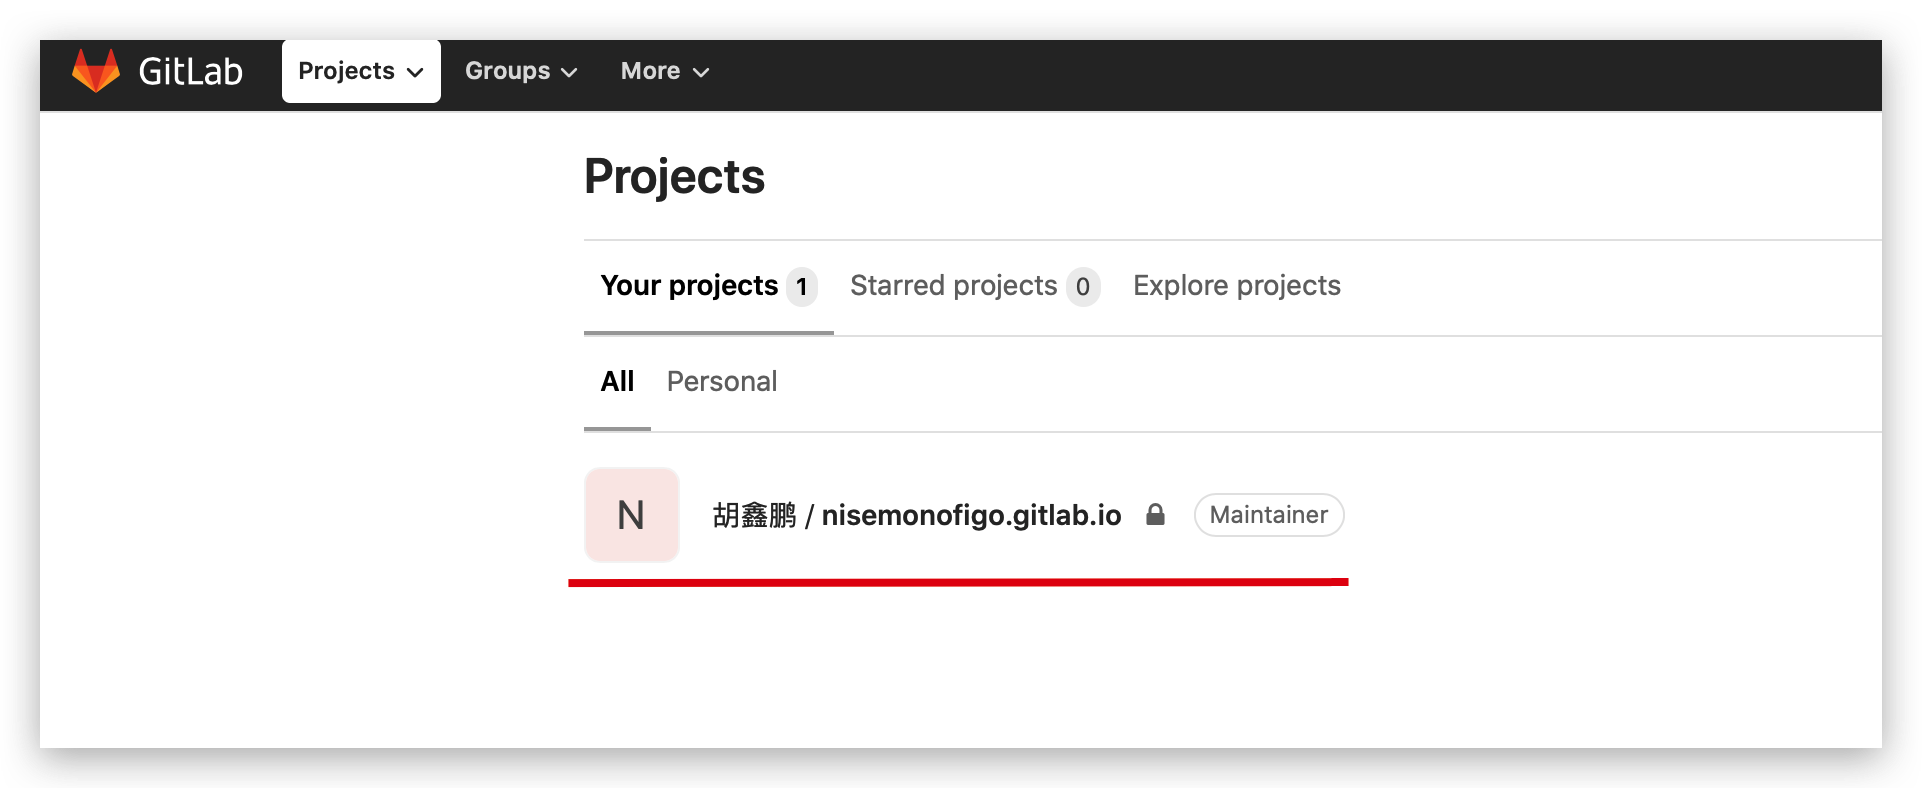 GitLab Projects Groups More
Projects
Your projects 1 Starred projects 0 Explore projects
All Personal
N 胡鑫鹏 / nisemonofigo.gitlab.io Maintainer